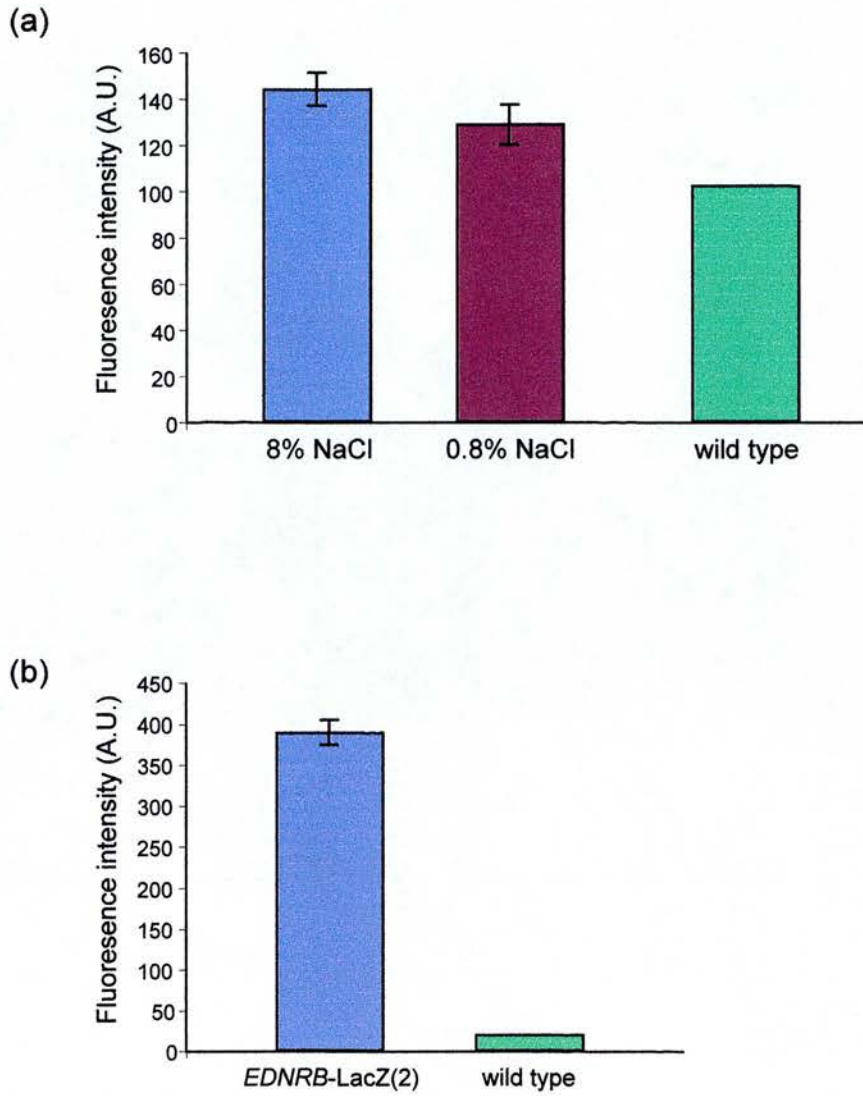 (a)
Fluoresence intensity (A.U.)
160
140
120
100
80
60
40
20
0
8% NaCl
0.8% NaCl
wild type
(b)
Fluoresence intensity (A.U.)
450
400
350
300
250
200
150
100
50
0
EDNRB-LacZ(2)
wild type